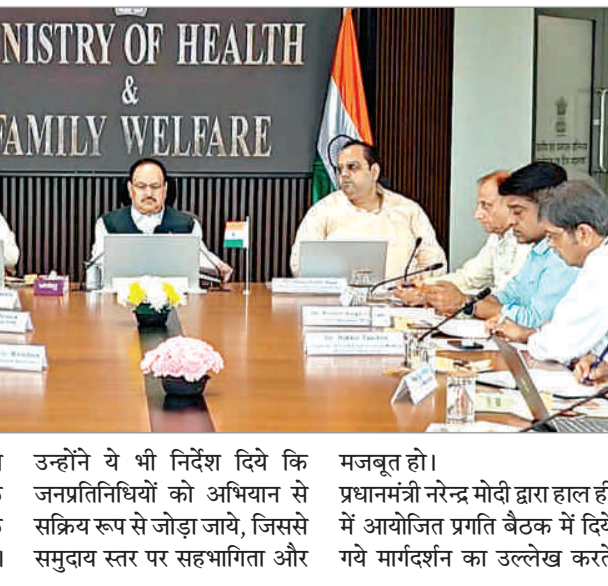 NISTRY OF HEALTH
&
FAMILY WELFARE
उन्होंने ये भी निर्देश दिये कि
जनप्रतिनिधियों को अभियान से
सक्रिय रूप से जोड़ा जाये, जिससे
समुदाय स्तर पर सहभागिता और
मजबूत हो।
प्रधानमंत्री नरेन्द्र मोदी द्वारा हाल ही
में आयोजित प्रगति बैठक में दिये
गये मार्गदर्शन का उल्लेख करते